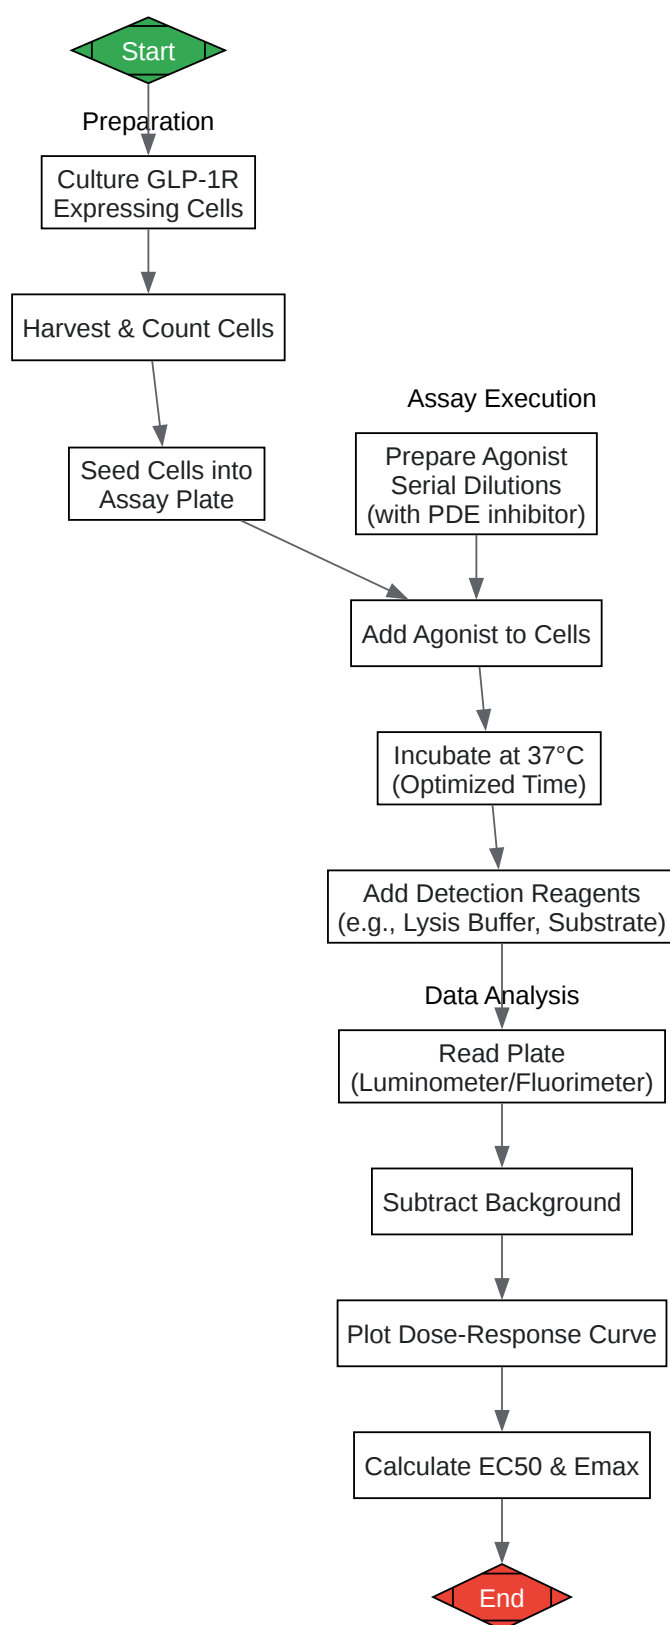 Start
Preparation
Culture GLP-1R
Expressing Cells
Harvest & Count Cells
Seed Cells into
Assay Plate
Assay Execution
Prepare Agonist
Serial Dilutions
(with PDE inhibitor)
Add Agonist to Cells
Incubate at 37°C
(Optimized Time)
Add Detection Reagents
(e.g., Lysis Buffer, Substrate)
Data Analysis
Read Plate
(Luminometer/Fluorimeter)
Subtract Background
Plot Dose-Response Curve
Calculate EC50 & Emax
End